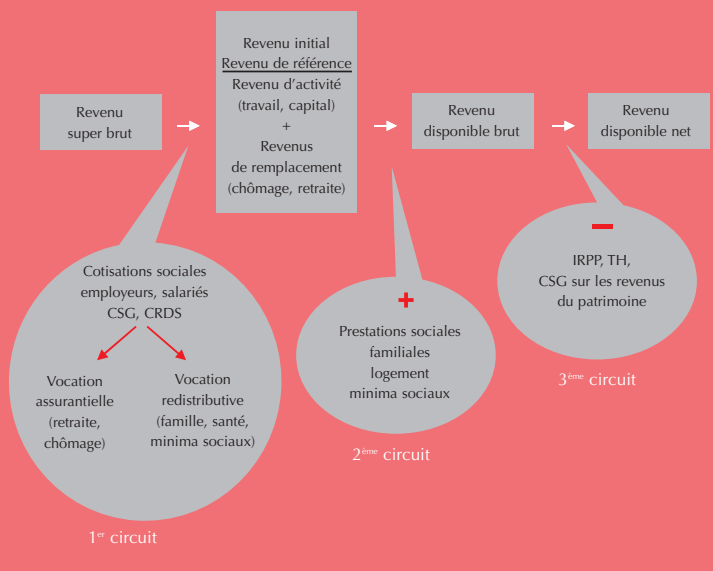 Revenu
super brut
Revenu initial
Revenu de référence
Revenu d'activité
(travail, capital)
+
Revenus
de remplacement
(chômage, retraite)
Revenu
disponible brut
Revenu
disponible net
Cotisations sociales
employeurs, salariés
CSG, CRDS
Vocation
assurantielle
(retraite,
chômage)
Vocation
redistributive
(famille, santé,
minima sociaux)
1er circuit
+
Prestations sociales
familiales
logement
minima sociaux
2ème circuit
–
IRPP, TH,
CSG sur les revenus
du patrimoine
3ème circuit